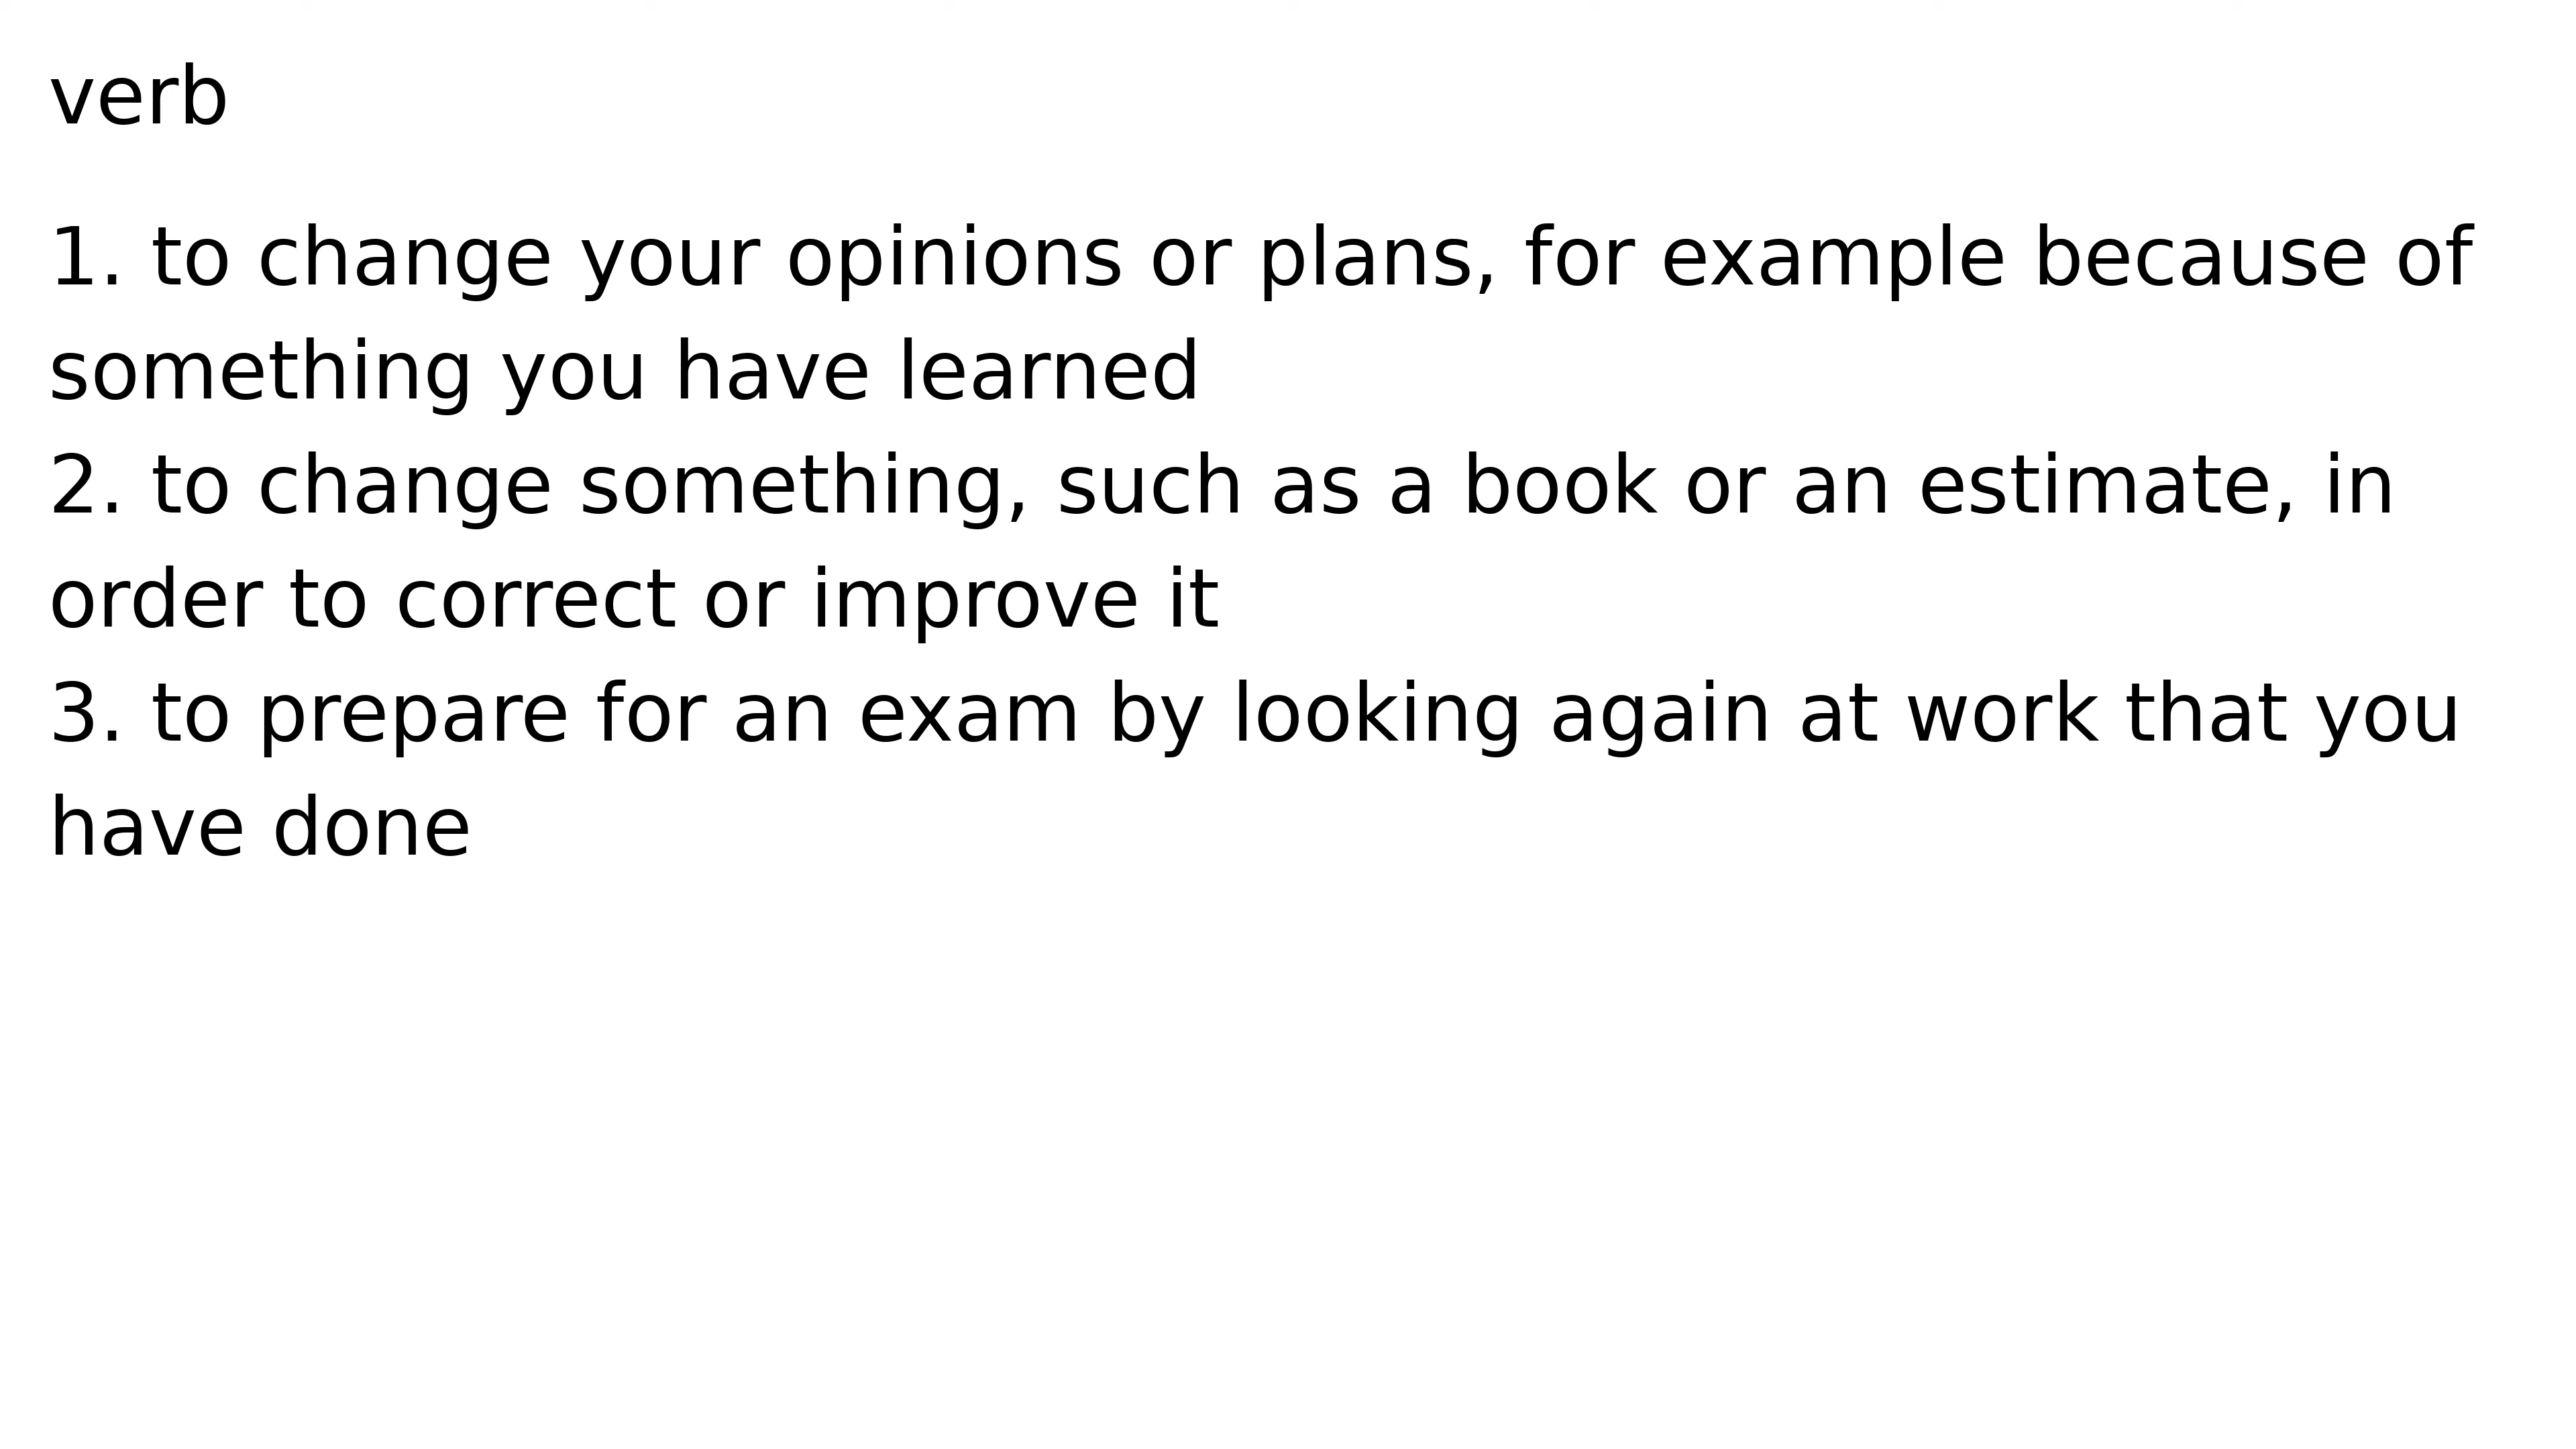 verb
1. to change your opinions or plans, for example because of
something you have learned
2. to change something, such as a book or an estimate, in
order to correct or improve it
3. to prepare for an exam by looking again at work that you
have done